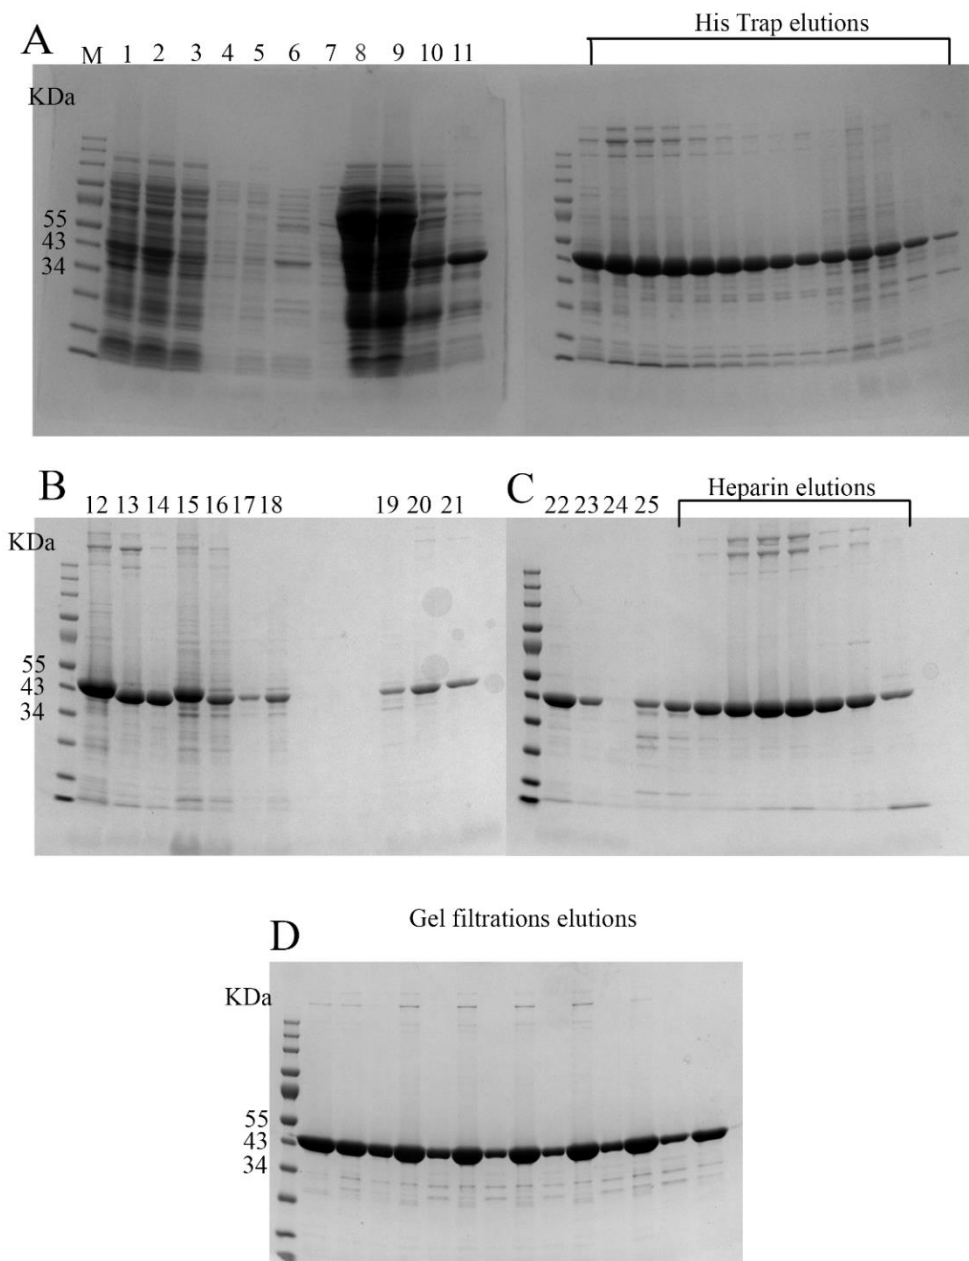 A
His Trap elutions
M 1 2 3 4 5 6 7 8 9 10 11
KDa
55
43
34
B
C
12 13 14 15 16 17 18 19 20 21
22 23 24 25
Heparin elutions
KDa
55
43
34
Gel filtrations elutions
D
KDa
55
43
34